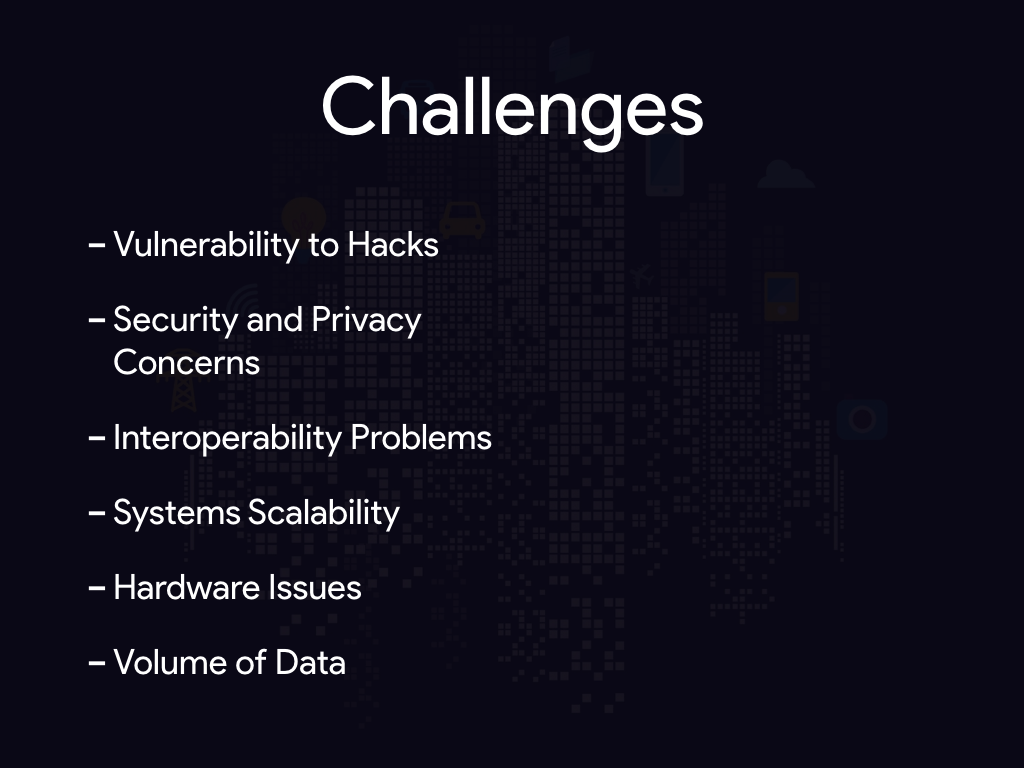 Challenges
– Vulnerability to Hacks
– Security and Privacy
Concerns
– Interoperability Problems
– Systems Scalability
– Hardware Issues
– Volume of Data